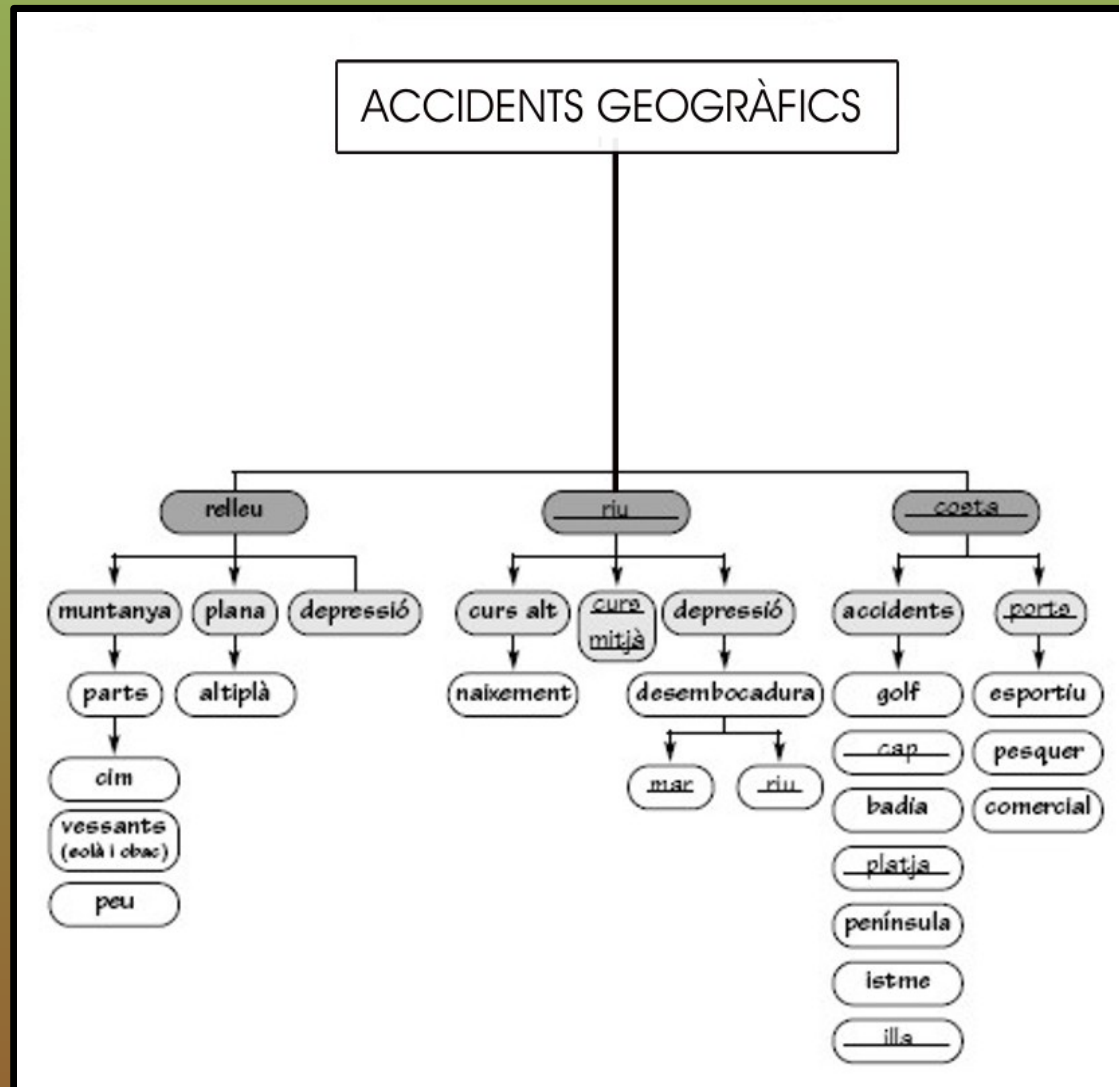 ACCIDENTS GEOGRÀFICS
relleu
riu
costa
muntanya
plana
depressió
curs alt
curs
mitjà
depressió
accidents
ports
parts
altiplà
naixement
desembocadura
golf
esportiu
cim
mar
riu
cap
pesquer
vessants
(solà i obac)
badía
comercial
peu
platja
península
istme
illa